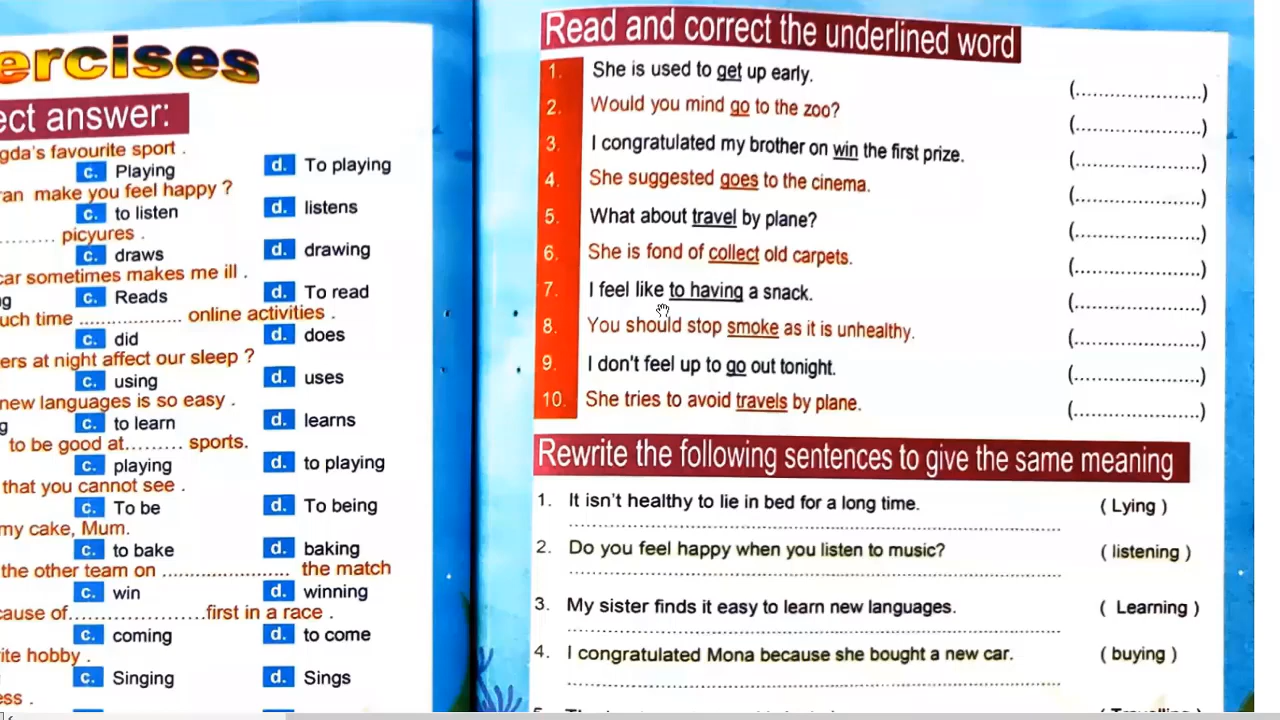 ercises
ect answer:
gda's favourite sport .
c. Playing
d. To playing
ran make you feel happy ?
c. to listen
d. listens
......... picyures .
c. draws
d. drawing
car sometimes makes me ill .
g
c. Reads
d. To read
uch time .................... online activities .
c. did
d. does
ers at night affect our sleep ?
c. using
d. uses
new languages is so easy .
g
c. to learn
d. learns
to be good at........ sports.
c. playing
d. to playing
that you cannot see .
c. To be
d. To being
my cake, Mum.
c. to bake
d. baking
the other team on ...................... the match
c. win
d. winning
cause of.......................first in a race .
c. coming
d. to come
ite hobby .
c. Singing
d. Sings
ess .
Read and correct the underlined word
1. She is used to get up early. (........................)
2. Would you mind go to the zoo? (........................)
3. I congratulated my brother on win the first prize. (........................)
4. She suggested goes to the cinema. (........................)
5. What about travel by plane? (........................)
6. She is fond of collect old carpets. (........................)
7. I feel like to having a snack. (........................)
8. You should stop smoke as it is unhealthy. (........................)
9. I don't feel up to go out tonight. (........................)
10. She tries to avoid travels by plane. (........................)
Rewrite the following sentences to give the same meaning
1. It isn't healthy to lie in bed for a long time. ( Lying )
2. Do you feel happy when you listen to music? ( listening )
3. My sister finds it easy to learn new languages. ( Learning )
4. I congratulated Mona because she bought a new car. ( buying )